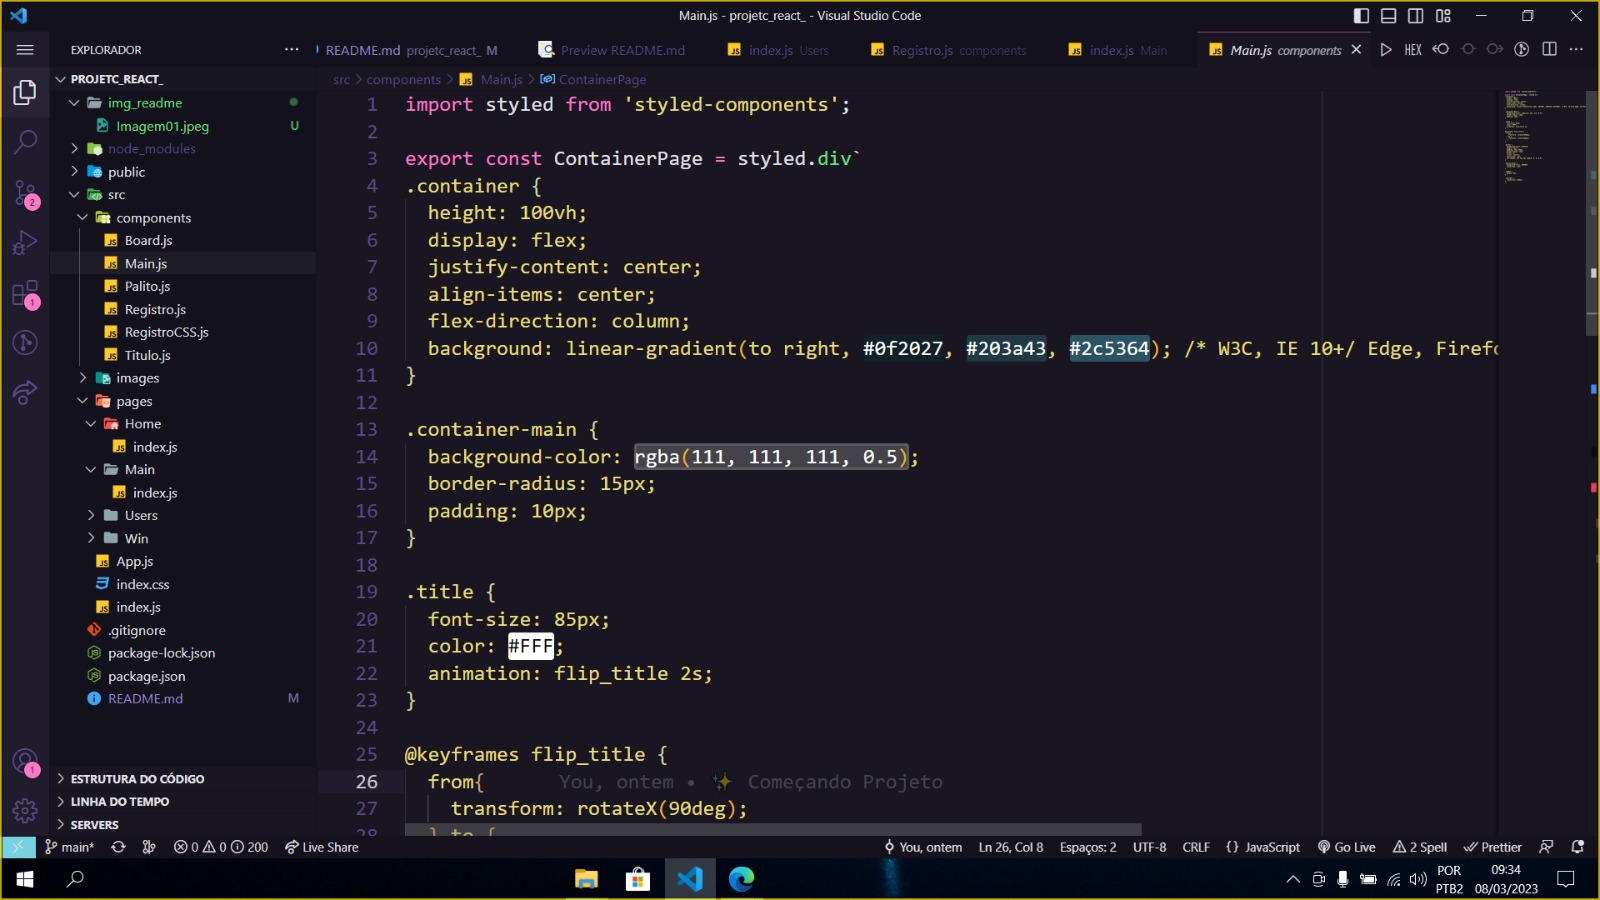 Main.js - projetc_react_ - Visual Studio Code
EXPLORADOR
README.md projetc_react_ M
Preview README.md
index.js Users
Registro.js components
index.js Main
Main.js components
HEX
src > components > Main.js > ContainerPage
PROJETC_REACT_
img_readme
Imagem01.jpeg U
node_modules
public
src
components
Board.js
Main.js
Palito.js
Registro.js
RegistroCSS.js
Titulo.js
images
pages
Home
index.js
Main
index.js
Users
Win
App.js
index.css
index.js
.gitignore
package-lock.json
package.json
README.md M
ESTRUTURA DO CÓDIGO
LINHA DO TEMPO
SERVERS
2
1
1
1 import styled from 'styled-components';
2
3 export const ContainerPage = styled.div`
4 .container {
5 height: 100vh;
6 display: flex;
7 justify-content: center;
8 align-items: center;
9 flex-direction: column;
10 background: linear-gradient(to right, #0f2027, #203a43, #2c5364); /* W3C, IE 10+/ Edge, Firefo
11 }
12
13 .container-main {
14 background-color: rgba(111, 111, 111, 0.5);
15 border-radius: 15px;
16 padding: 10px;
17 }
18
19 .title {
20 font-size: 85px;
21 color: #FFF;
22 animation: flip_title 2s;
23 }
24
25 @keyframes flip_title {
26 from{ You, ontem • ✨ Começando Projeto
27 transform: rotateX(90deg);
28 } to {
main* 0 0 200 Live Share
You, ontem Ln 26, Col 8 Espaços: 2 UTF-8 CRLF {} JavaScript Go Live 2 Spell Prettier
POR
PTB2
09:34
08/03/2023